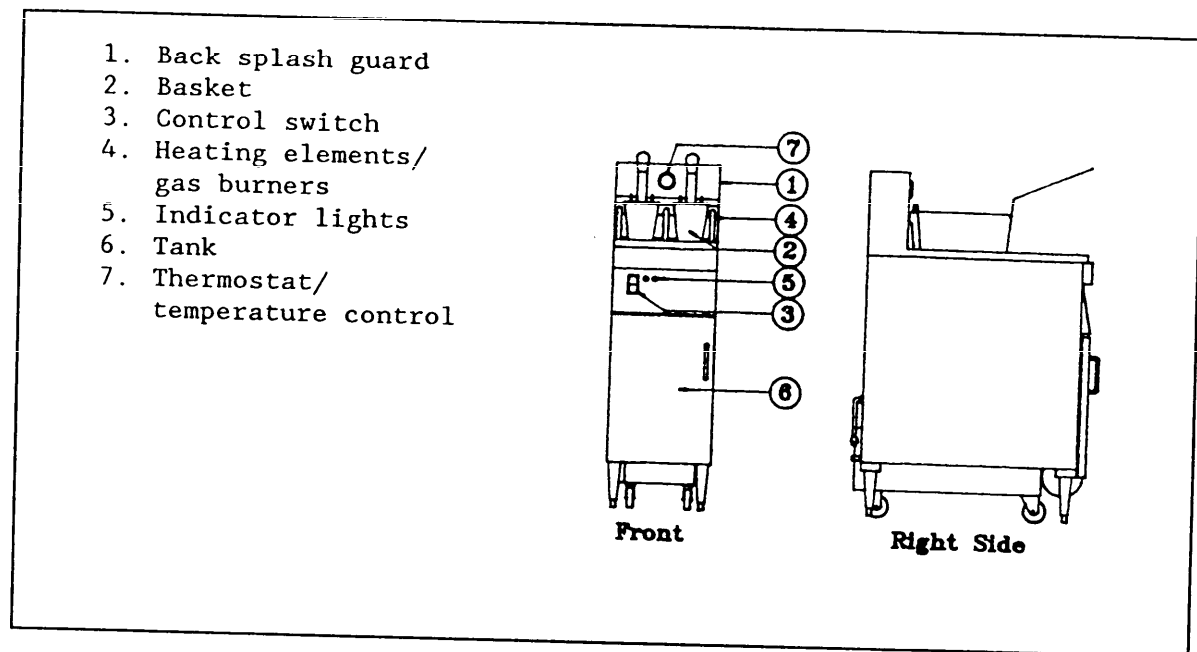 1. Back splash guard
2. Basket
3. Control switch
4. Heating elements/
gas burners
5. Indicator lights
6. Tank
7. Thermostat/
temperature control
7
1
4
2
5
3
6
Front
Right Side